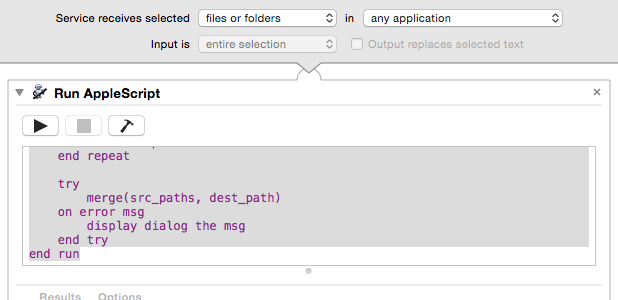 Service receives selected files or folders in any application
Input is entire selection Output replaces selected text
Run AppleScript
end repeat
try
merge(src_paths, dest_path)
on error msg
display dialog the msg
end try
end run
Results Options